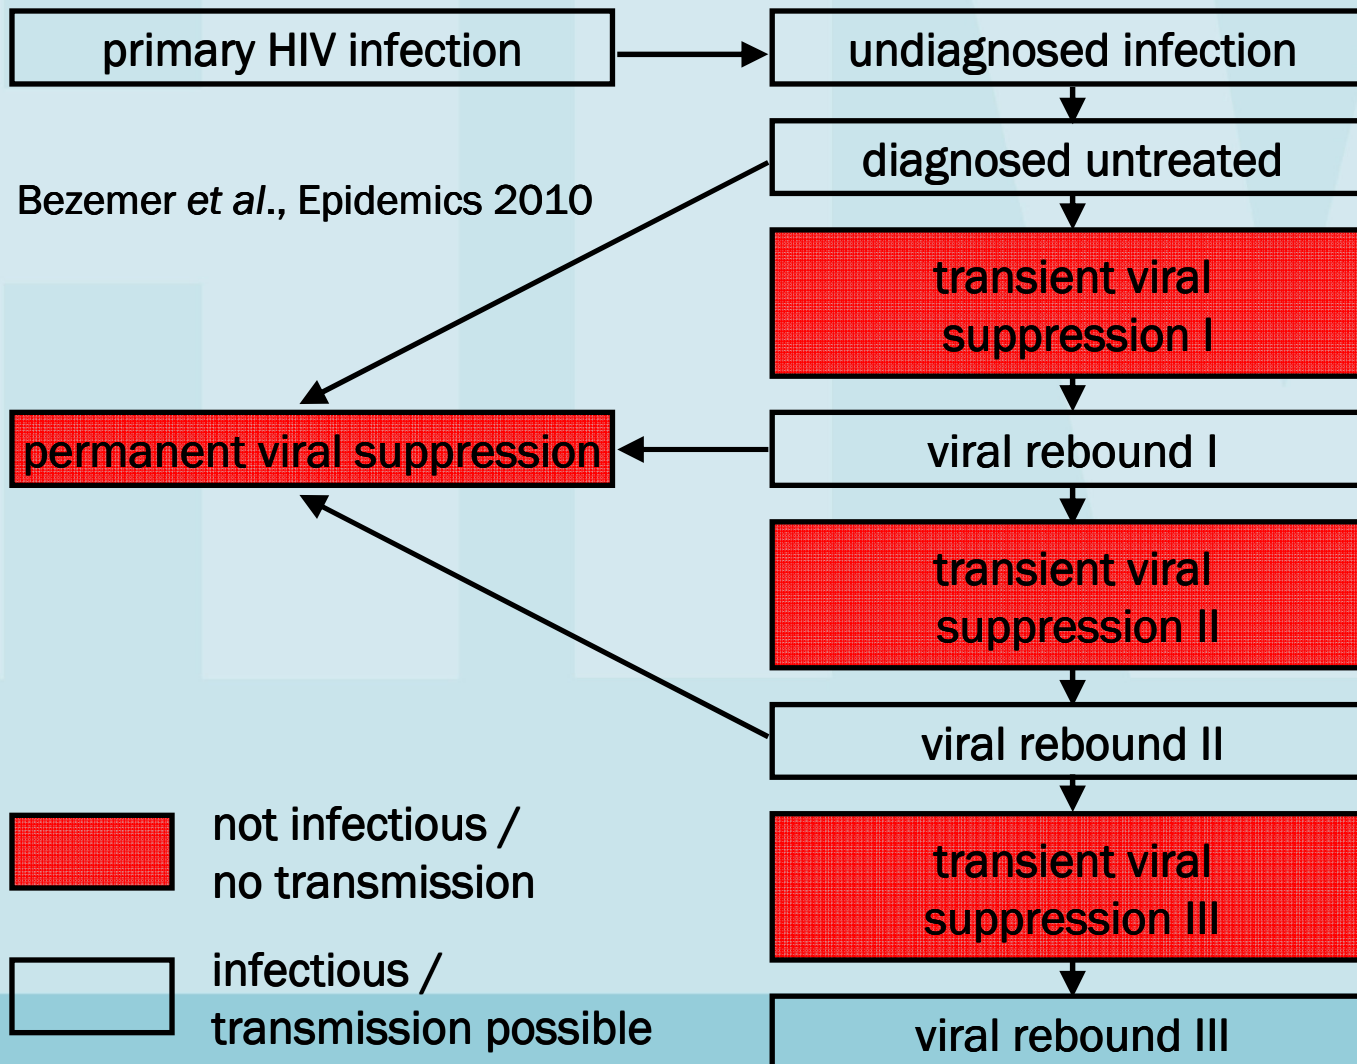 primary HIV infection
undiagnosed infection
diagnosed untreated
Bezemer et al., Epidemics 2010
transient viral
suppression I
permanent viral suppression
viral rebound I
transient viral
suppression II
viral rebound II
not infectious /
no transmission
transient viral
suppression III
infectious /
transmission possible
viral rebound III